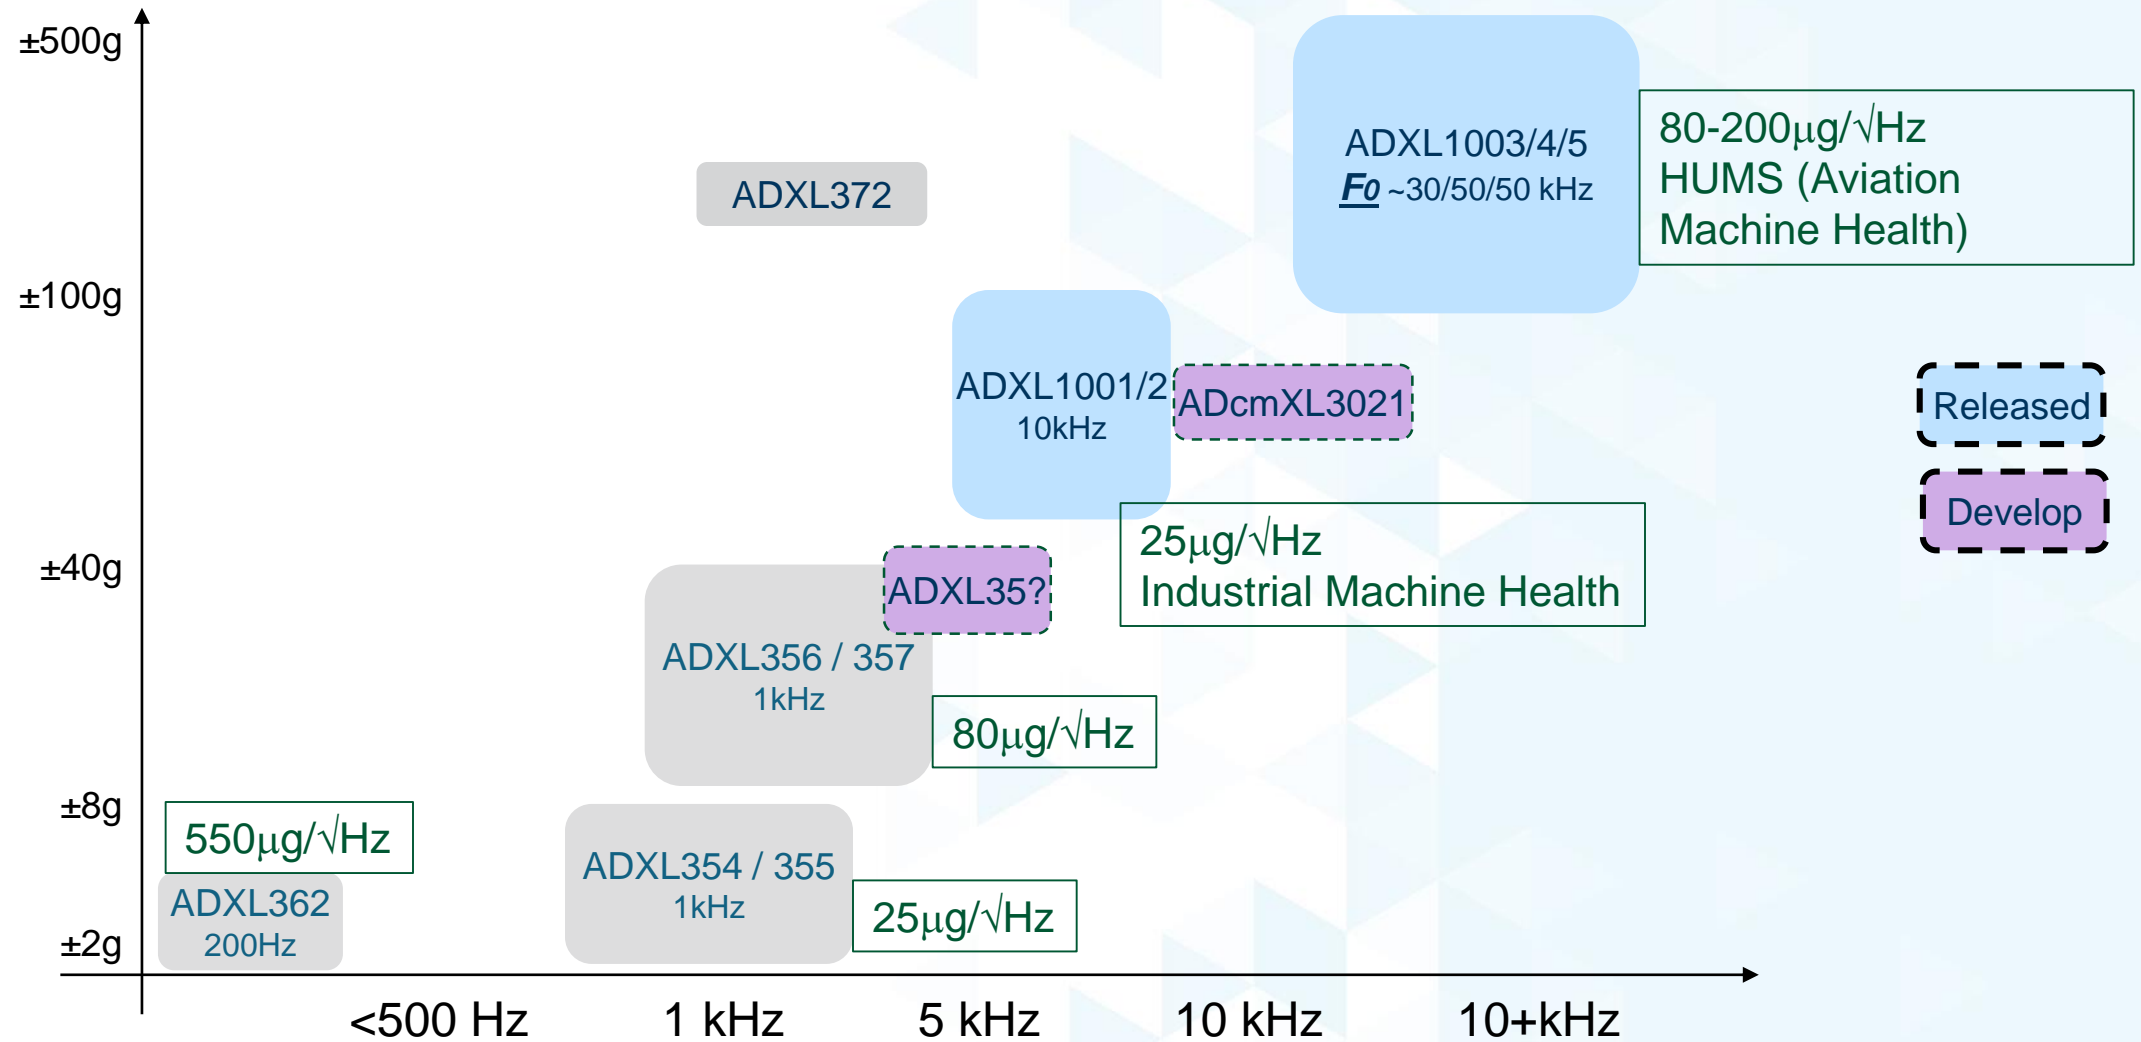 ±500g
±100g
±40g
±8g
±2g
ADXL372
ADXL1003/4/5
F0 ~30/50/50 kHz
80-200µg/√Hz
HUMS (Aviation
Machine Health)
ADXL1001/2
10kHz
ADcmXL3021
Released
Develop
25µg/√Hz
Industrial Machine Health
ADXL35?
ADXL356 / 357
1kHz
80µg/√Hz
550µg/√Hz
ADXL362
200Hz
ADXL354 / 355
1kHz
25µg/√Hz
<500 Hz
1 kHz
5 kHz
10 kHz
10+kHz